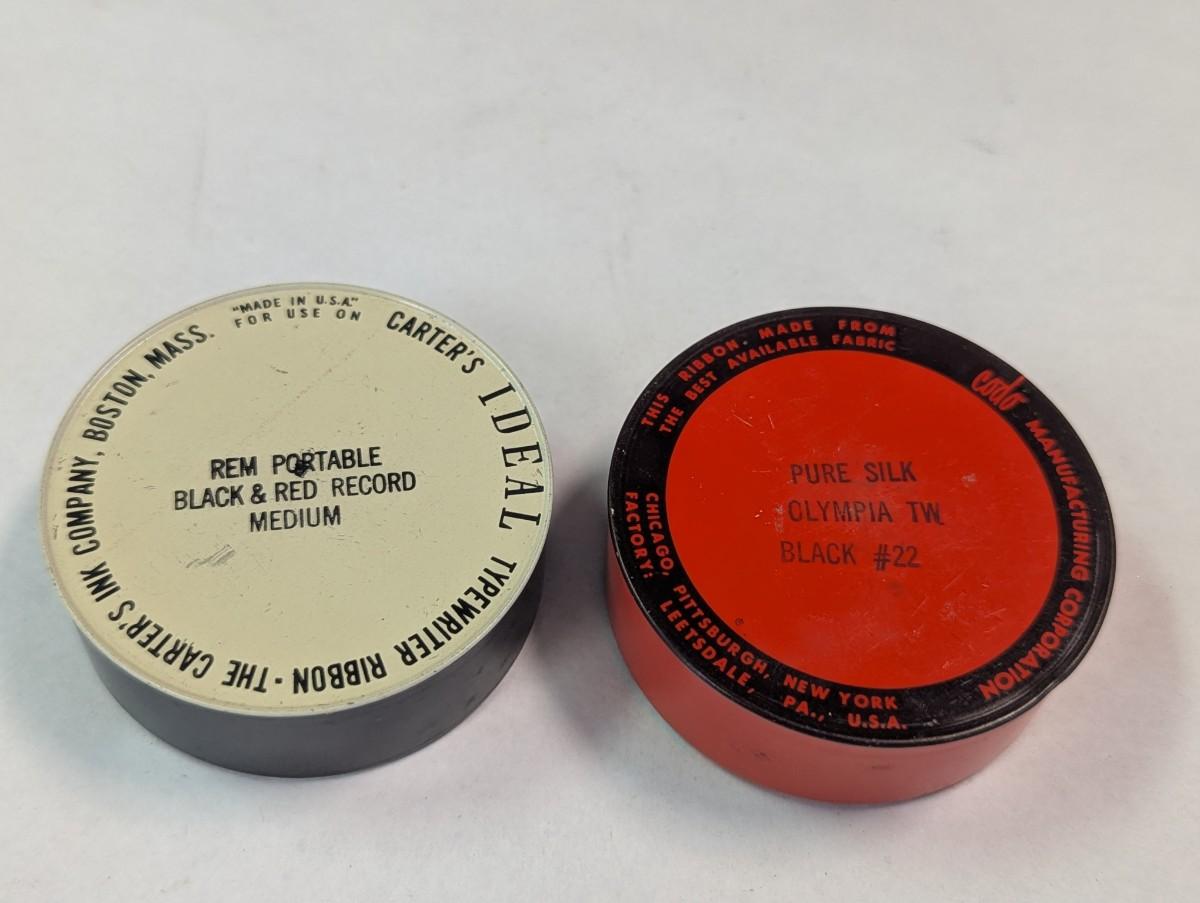 "MADE IN U.S.A."
FOR USE ON
CARTER'S IDEAL TYPEWRITER RIBBON · THE CARTER'S INK COMPANY, BOSTON, MASS.
REM PORTABLE
BLACK & RED RECORD
MEDIUM
THIS RIBBON. MADE FROM
THE BEST AVAILABLE FABRIC
codo MANUFACTURING CORPORATION
PURE SILK
OLYMPIA TW
BLACK #22
CHICAGO, PITTSBURGH, NEW YORK
FACTORY: LEETSDALE, PA., U.S.A.